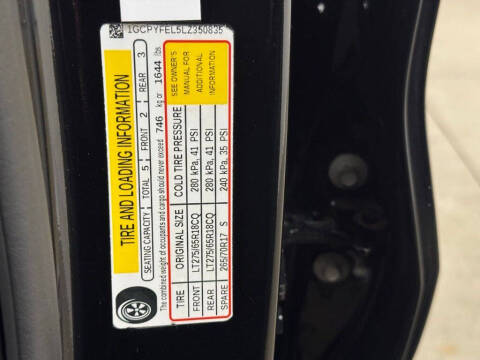 1GCPYFEL5LZ350835
TIRE AND LOADING INFORMATION
SEATING CAPACITY TOTAL 5 FRONT 2 REAR 3
The combined weight of occupants and cargo should never exceed 746 kg or 1644 lbs
TIRE ORIGINAL SIZE COLD TIRE PRESSURE
FRONT LT275/65R18CQ 280 kPa, 41 PSI
REAR LT275/65R18CQ 280 kPa, 41 PSI
SPARE 265/70R17 S 240 kPa, 35 PSI
SEE OWNER'S
MANUAL FOR
ADDITIONAL
INFORMATION